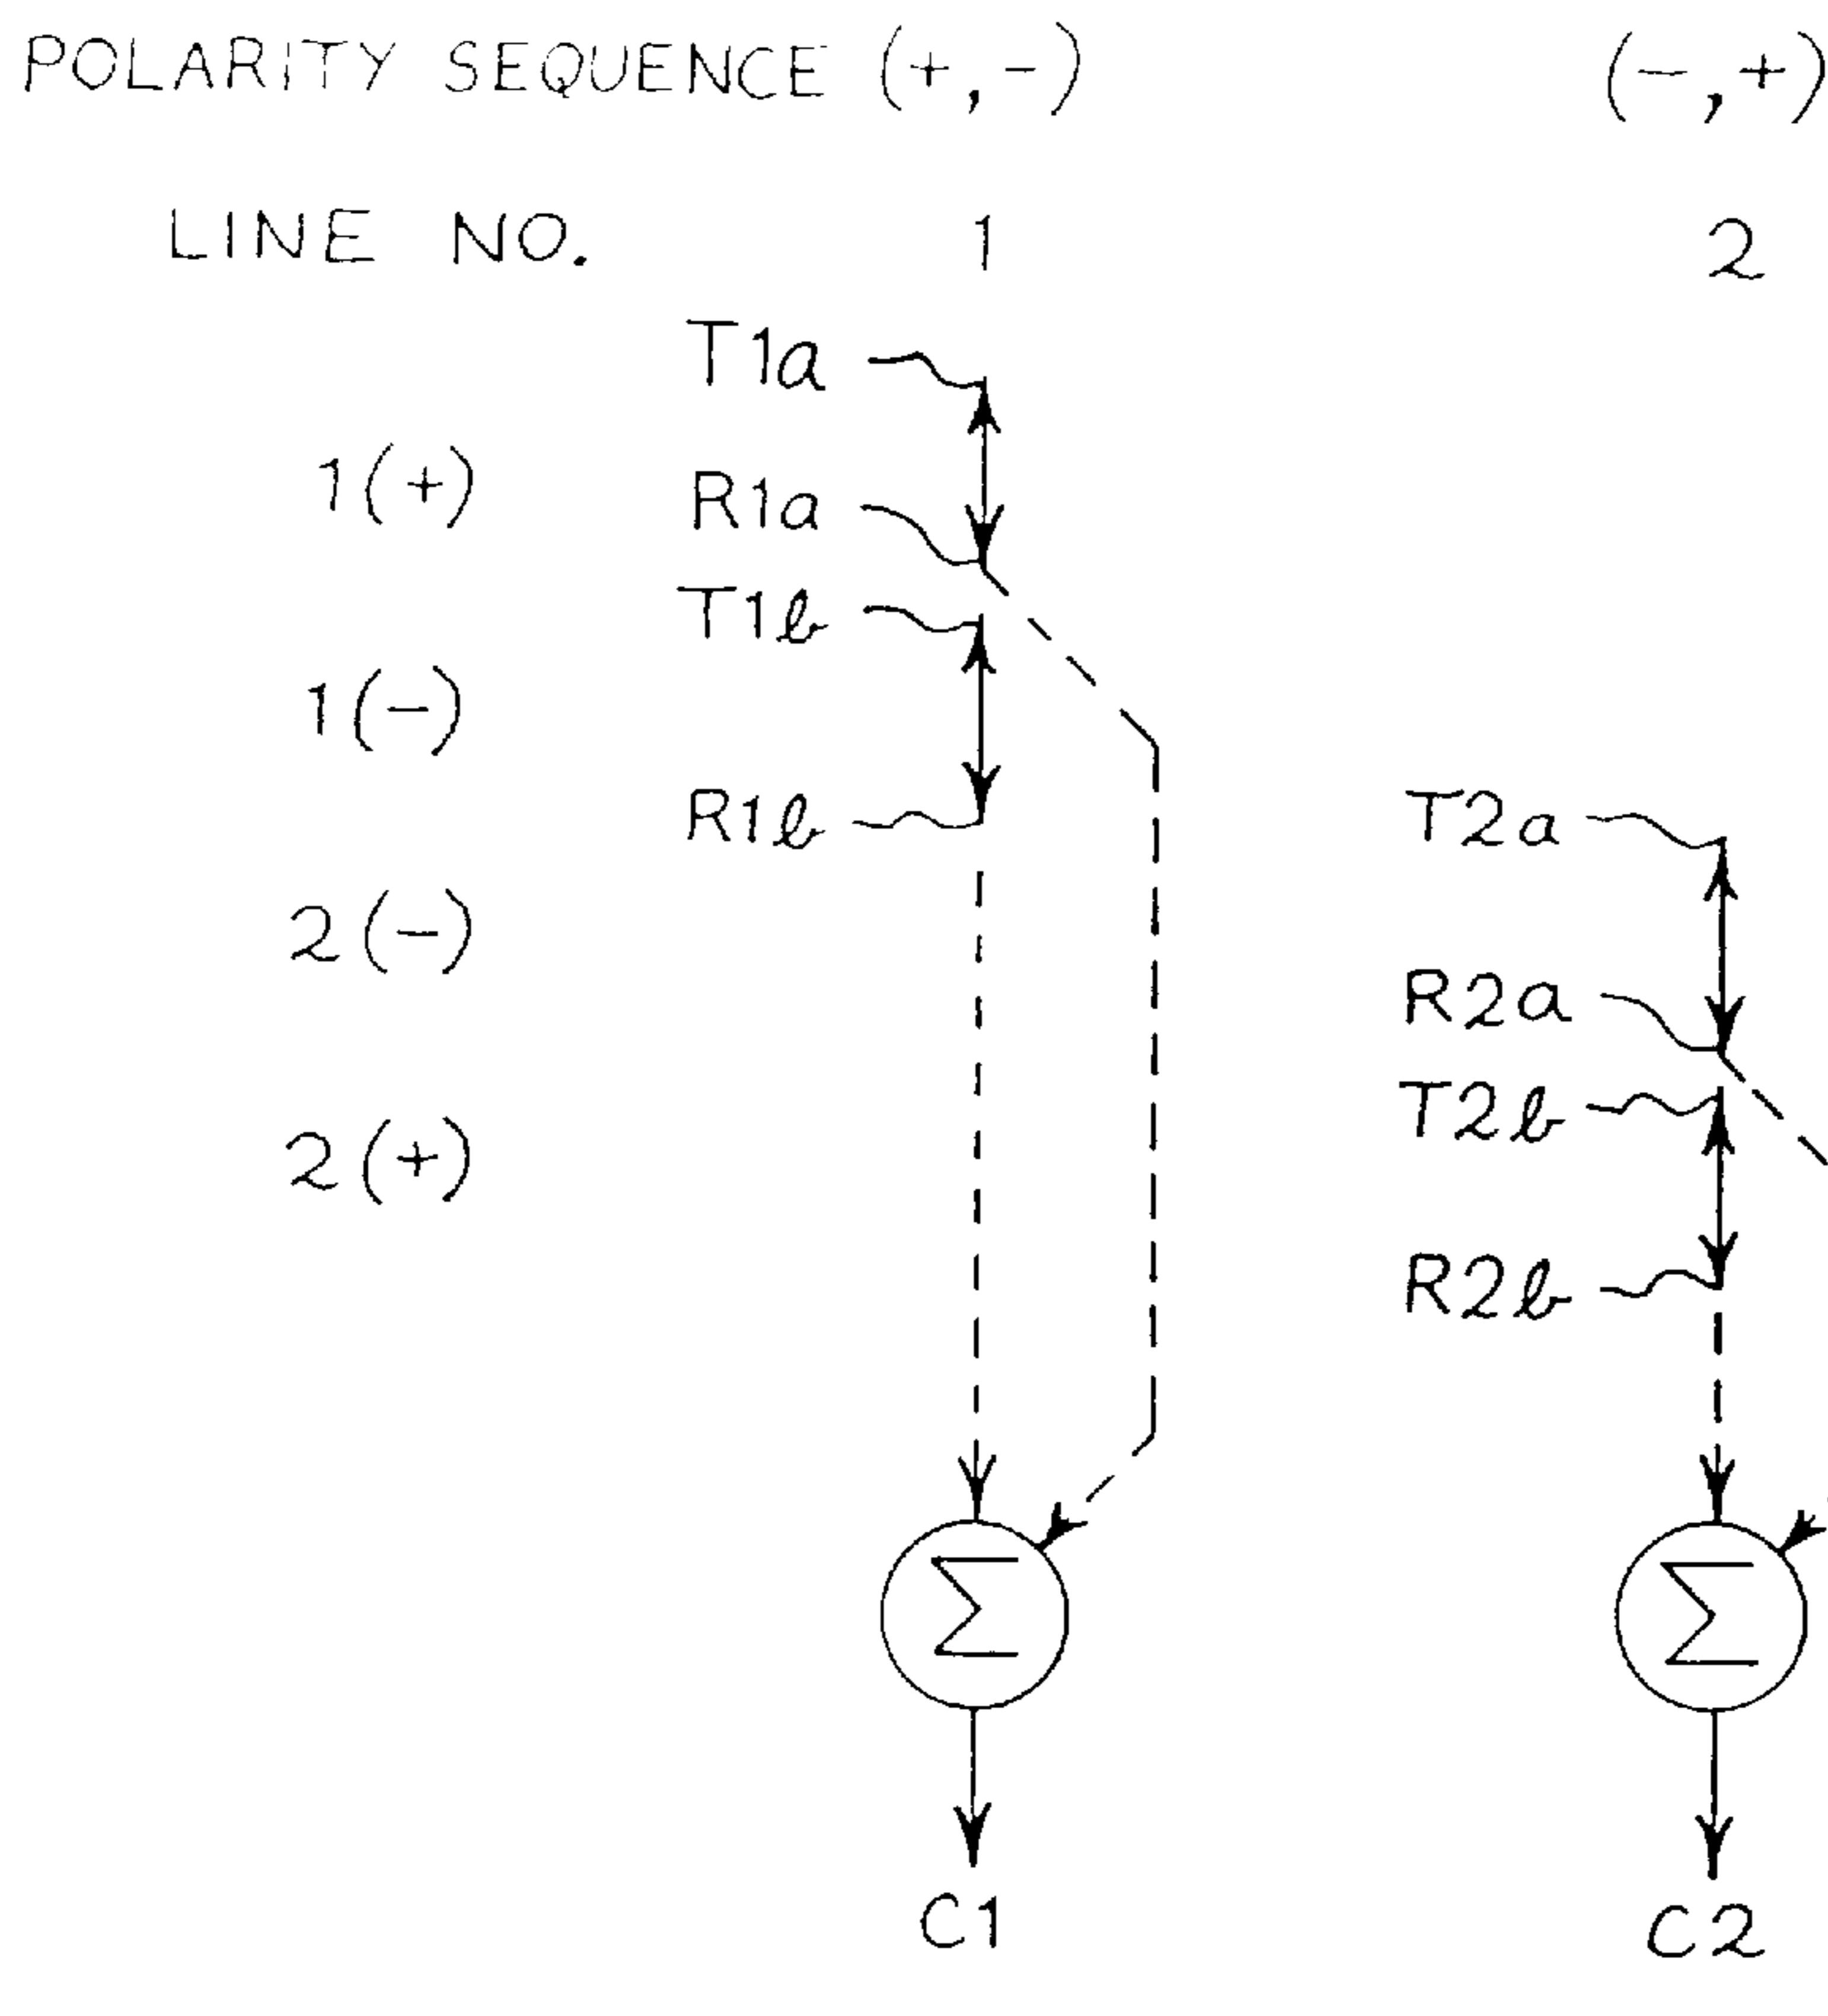 POLARITY SEQUENCE (+, -) (-, +)
LINE NO. 1 2
T1a
1(+) R1a
T1b
1(-)
R1b T2a
2(-)
R2a
T2b
2(+)
R2b
Σ Σ
C1 C2